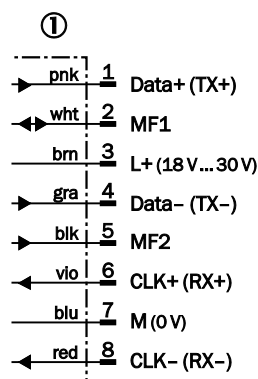 ①
pnk 1 Data+ (TX+)
wht 2 MF1
brn 3 L+ (18 V ... 30 V)
gra 4 Data– (TX–)
blk 5 MF2
vio 6 CLK+ (RX+)
blu 7 M (0 V)
red 8 CLK– (RX–)